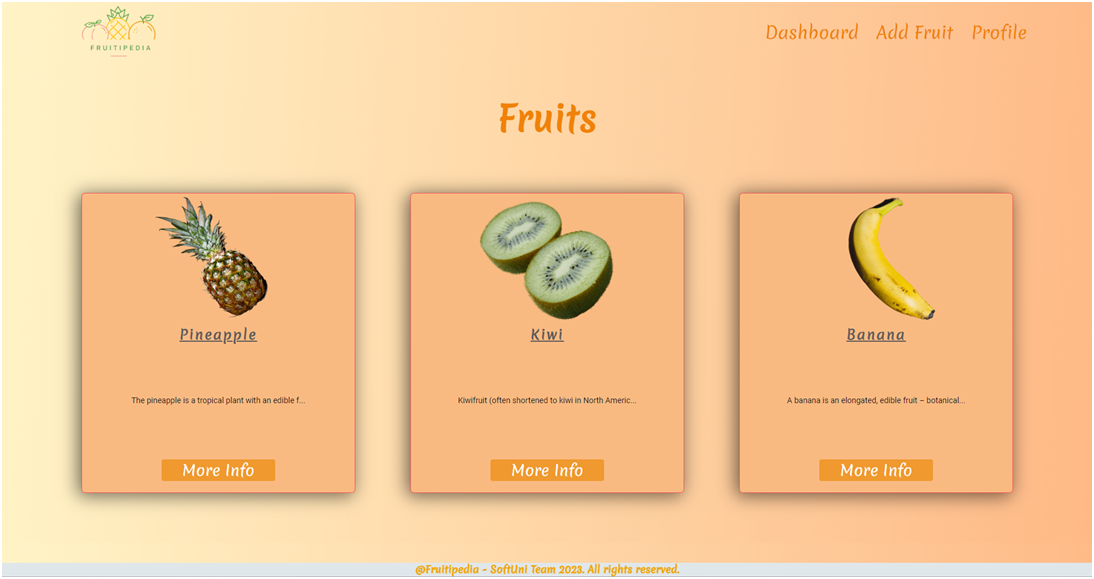 FRUITIPEDIA
Dashboard Add Fruit Profile
Fruits
Pineapple
The pineapple is a tropical plant with an edible f...
More Info
Kiwi
Kiwifruit (often shortened to kiwi in North Americ...
More Info
Banana
A banana is an elongated, edible fruit – botanical...
More Info
@Fruitipedia - SoftUni Team 2023. All rights reserved.